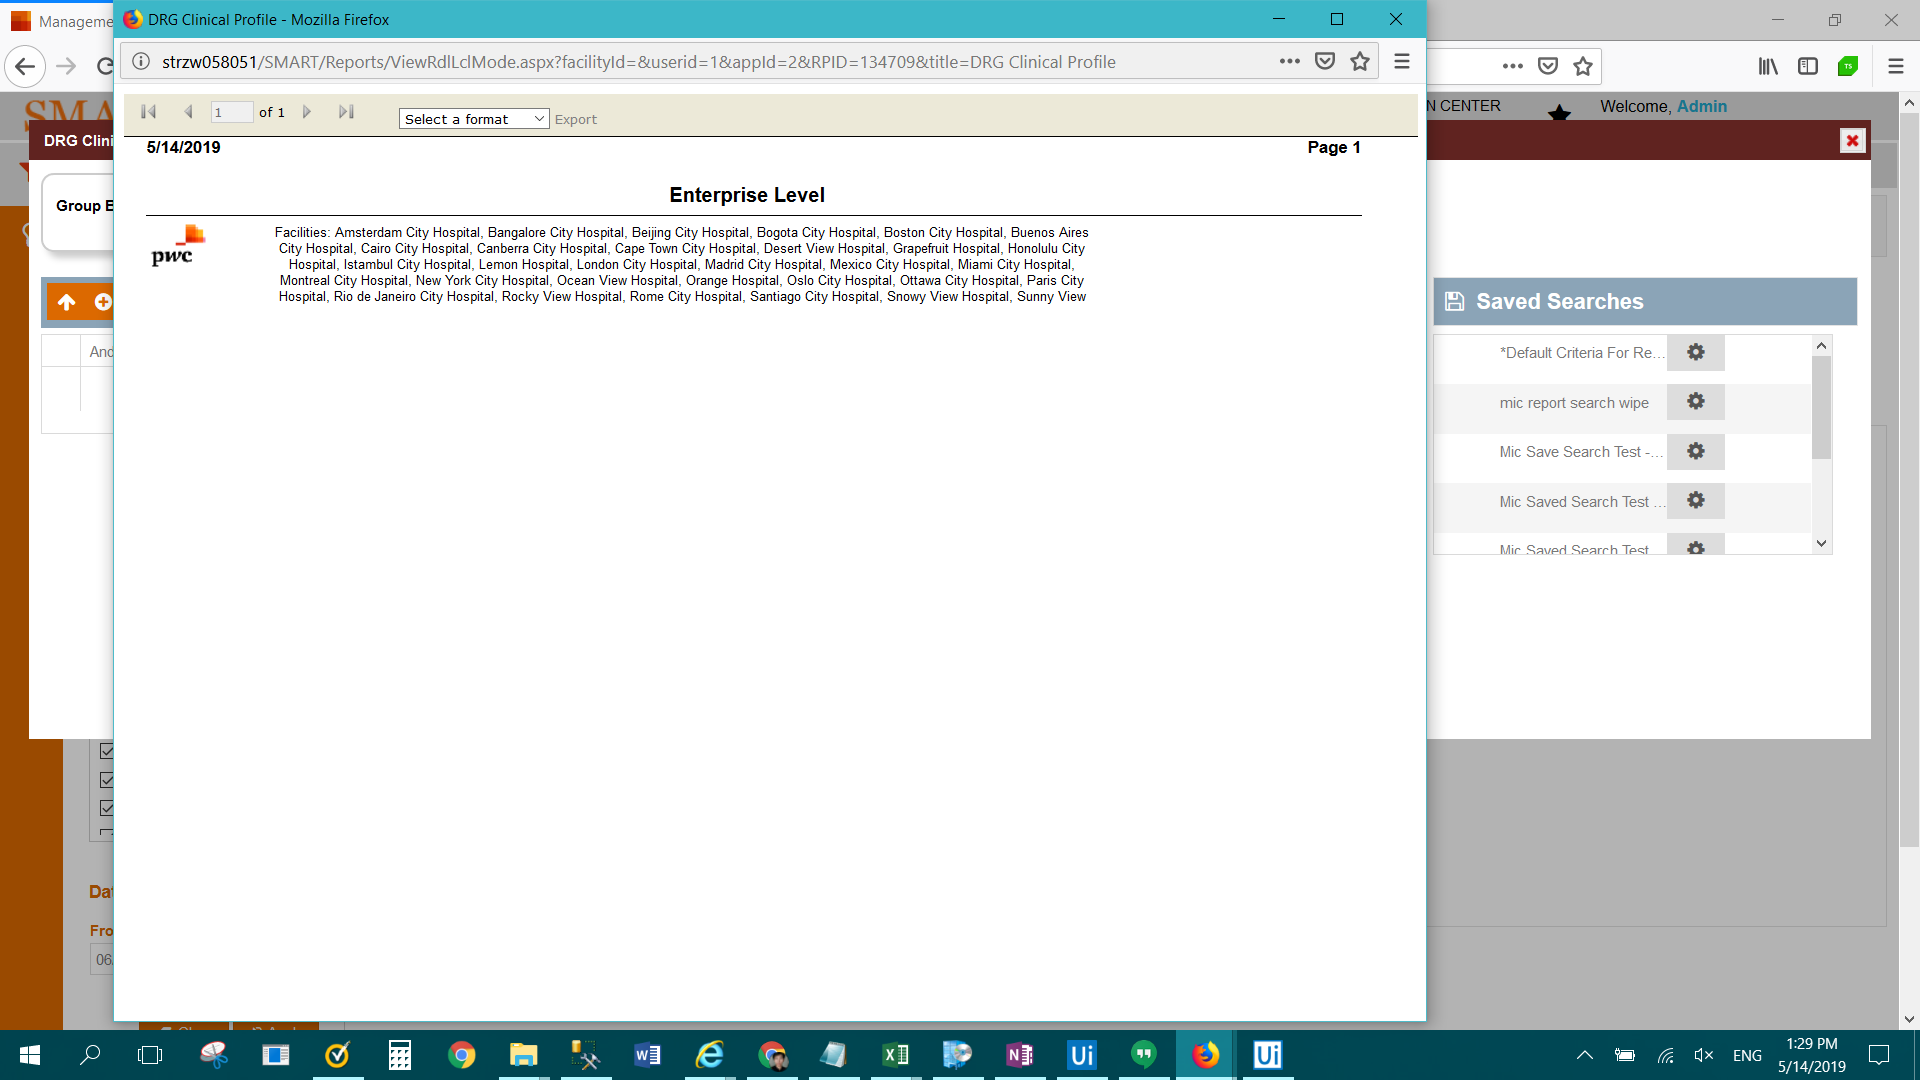 Manageme
DRG Clinical Profile - Mozilla Firefox
strzw058051/SMART/Reports/ViewRdlLclMode.aspx?facilityId=&userid=1&appId=2&RPID=134709&title=DRG Clinical Profile
SMA
N CENTER
Welcome, Admin
1 of 1
Select a format
Export
DRG Clini
5/14/2019
Page 1
Enterprise Level
Group E
pwc
Facilities: Amsterdam City Hospital, Bangalore City Hospital, Beijing City Hospital, Bogota City Hospital, Boston City Hospital, Buenos Aires
City Hospital, Cairo City Hospital, Canberra City Hospital, Cape Town City Hospital, Desert View Hospital, Grapefruit Hospital, Honolulu City
Hospital, Istambul City Hospital, Lemon Hospital, London City Hospital, Madrid City Hospital, Mexico City Hospital, Miami City Hospital,
Montreal City Hospital, New York City Hospital, Ocean View Hospital, Orange Hospital, Oslo City Hospital, Ottawa City Hospital, Paris City
Hospital, Rio de Janeiro City Hospital, Rocky View Hospital, Rome City Hospital, Santiago City Hospital, Snowy View Hospital, Sunny View
Saved Searches
And
*Default Criteria For Re...
mic report search wipe
Mic Save Search Test -...
Mic Saved Search Test ...
Mic Saved Search Test
Dat
Fro
06
ENG
1:29 PM
5/14/2019